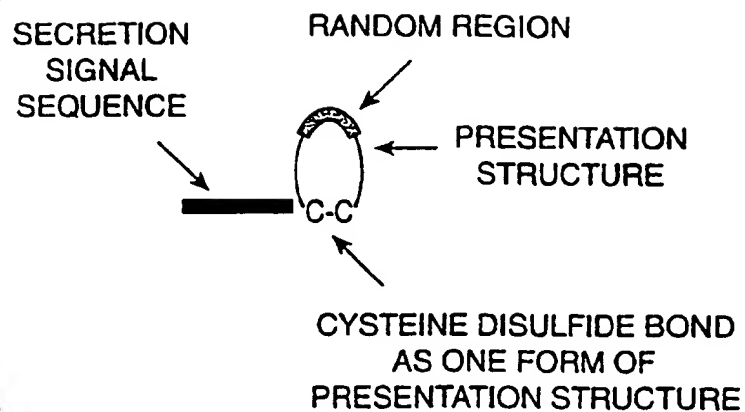 SECRETION
SIGNAL
SEQUENCE
RANDOM REGION
PRESENTATION
STRUCTURE
C-C
CYSTEINE DISULFIDE BOND
AS ONE FORM OF
PRESENTATION STRUCTURE